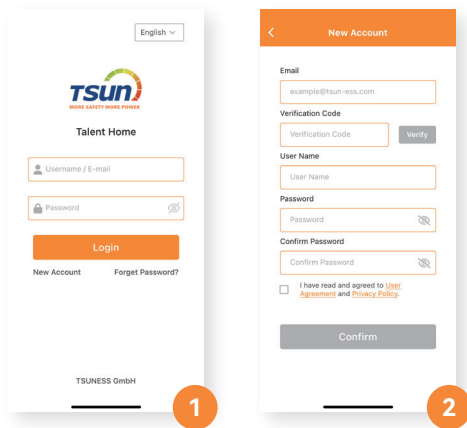 English
TSUN
MORE SAFETY MORE POWER
Talent Home
Username / E-mail
Password
Login
New Account Forget Password?
TSUNESS GmbH
1
New Account
Email
example@tsun-ess.com
Verification Code
Verification Code Verify
User Name
User Name
Password
Password
Confirm Password
Confirm Password
I have read and agreed to User
Agreement and Privacy Policy.
Confirm
2